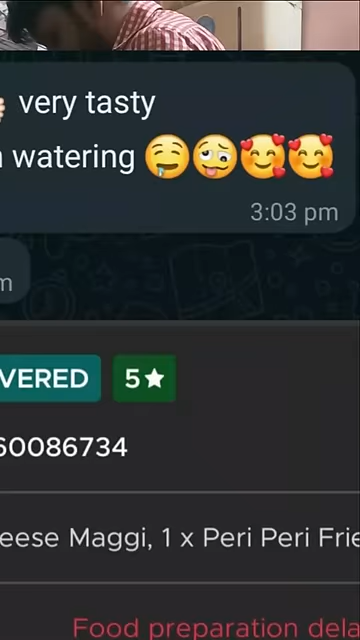 very tasty
watering 🤤🤪🥰🥰
3:03 pm
m
VERED 5★
60086734
eese Maggi, 1 x Peri Peri Frie
Food preparation dela